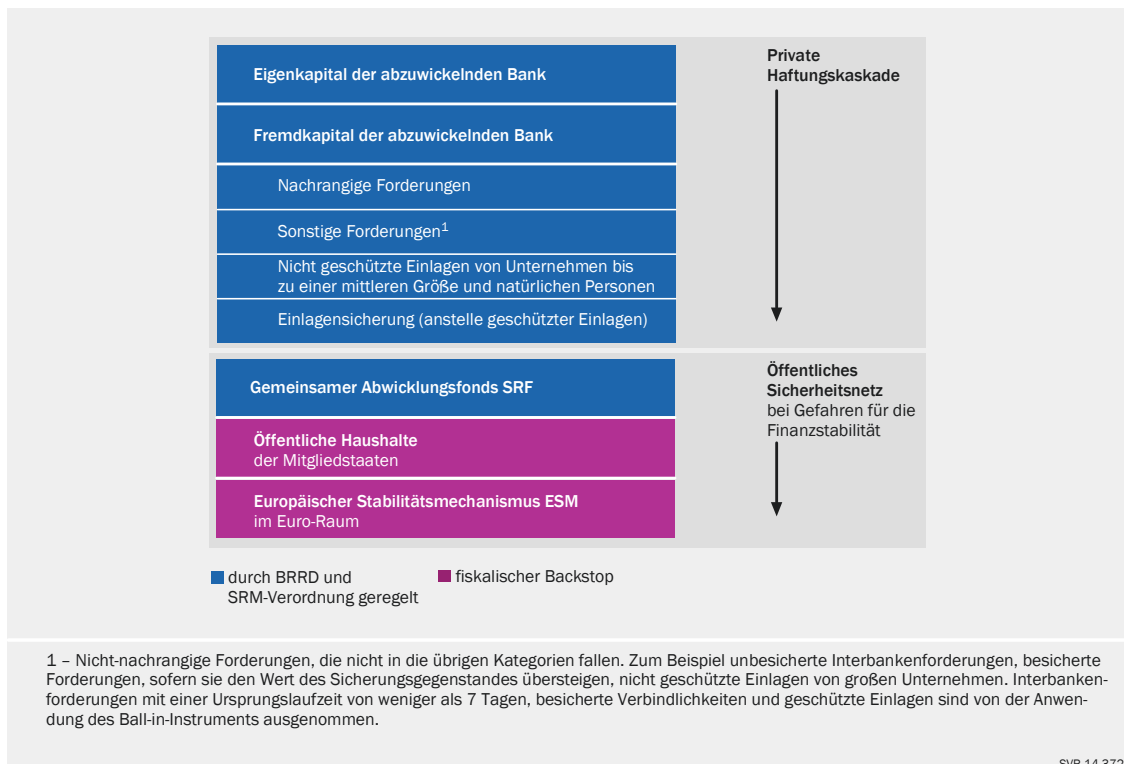 Eigenkapital der abzuwickelnden Bank
Fremdkapital der abzuwickelnden Bank
Nachrangige Forderungen
Sonstige Forderungen1
Nicht geschützte Einlagen von Unternehmen bis
zu einer mittleren Größe und natürlichen Personen
Einlagensicherung (anstelle geschützter Einlagen)
Private
Haftungskaskade
Gemeinsamer Abwicklungsfonds SRF
Öffentliche Haushalte
der Mitgliedstaaten
Europäischer Stabilitätsmechanismus ESM
im Euro-Raum
Öffentliches
Sicherheitsnetz
bei Gefahren für die
Finanzstabilität
durch BRRD und
SRM-Verordnung geregelt
fiskalischer Backstop
1 – Nicht-nachrangige Forderungen, die nicht in die übrigen Kategorien fallen. Zum Beispiel unbesicherte Interbankenforderungen, besicherte
Forderungen, sofern sie den Wert des Sicherungsgegenstandes übersteigen, nicht geschützte Einlagen von großen Unternehmen. Interbanken-
forderungen mit einer Ursprungslaufzeit von weniger als 7 Tagen, besicherte Verbindlichkeiten und geschützte Einlagen sind von der Anwen-
dung des Ball-in-Instruments ausgenommen.
SVR-14-372